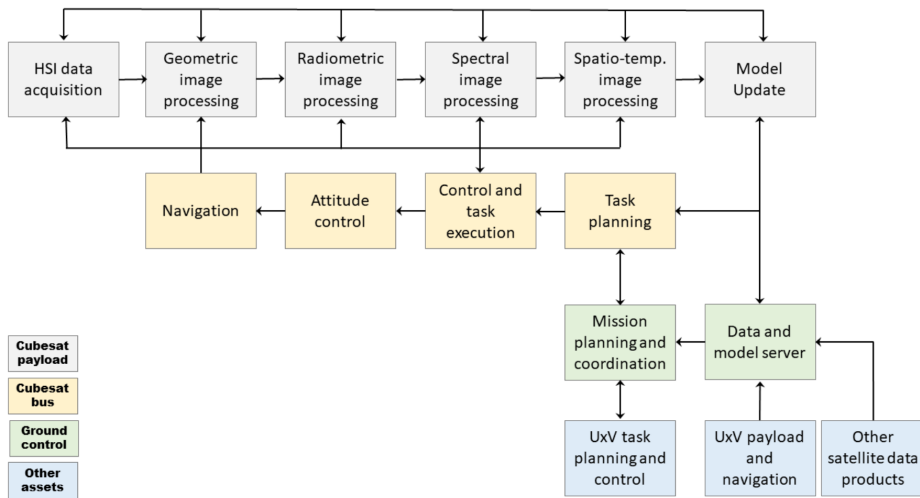 HSI data
acquisition
Geometric
image
processing
Radiometric
image
processing
Spectral
image
processing
Spatio-temp.
image
processing
Model
Update
Navigation
Attitude
control
Control and
task
execution
Task
planning
Mission
planning and
coordination
Data and
model server
UxV task
planning and
control
UxV payload
and
navigation
Other
satellite data
products
Cubesat
payload
Cubesat
bus
Ground
control
Other
assets